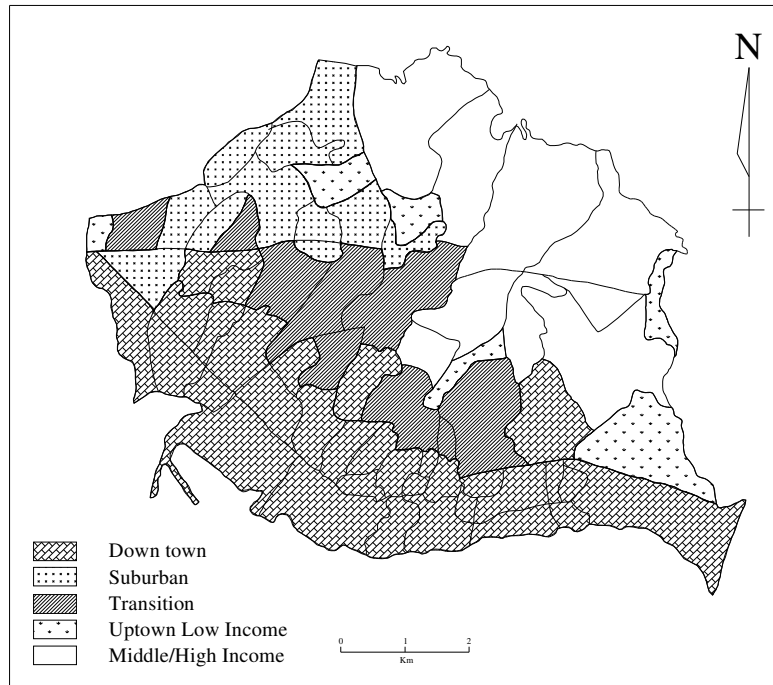 N
Down town
Suburban
Transition
Uptown Low Income
Middle/High Income
0 1 2
Km